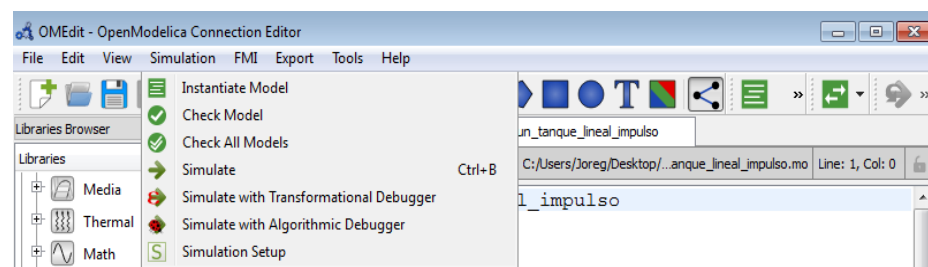 OMEdit - OpenModelica Connection Editor
File Edit View Simulation FMI Export Tools Help
Instantiate Model
T
»
»
Libraries Browser
Check Model
un_tanque_lineal_impulso
Check All Models
Libraries
Simulate Ctrl+B
C:/Users/Joreg/Desktop/...anque_lineal_impulso.mo Line: 1, Col: 0
Media
Simulate with Transformational Debugger
l_impulso
Thermal
Simulate with Algorithmic Debugger
Math
S Simulation Setup